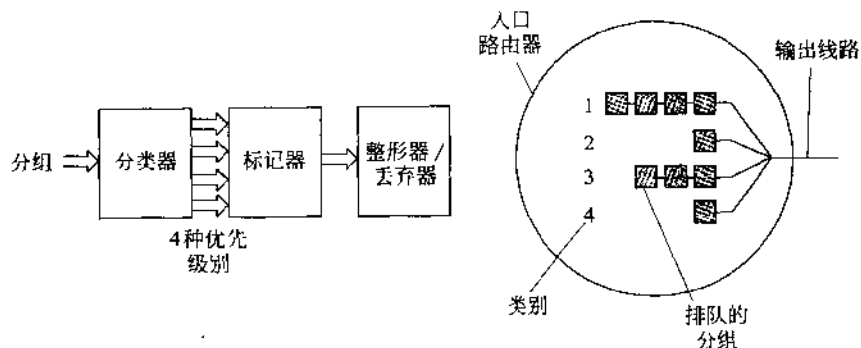 分组
分类器
标记器
整形器/
丢弃器
4种优先
级别
入口
路由器
输出线路
1
2
3
4
类别
排队的
分组